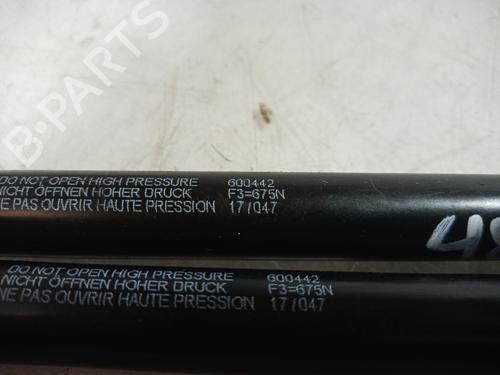 B-PARTS
DO NOT OPEN HIGH PRESSURE 600442
NICHT ÖFFNEN HOHER DRUCK F3=675N
NE PAS OUVRIR HAUTE PRESSION 17/047
DO NOT OPEN HIGH PRESSURE 600442
NICHT ÖFFNEN HOHER DRUCK F3=675N
NE PAS OUVRIR HAUTE PRESSION 17/047